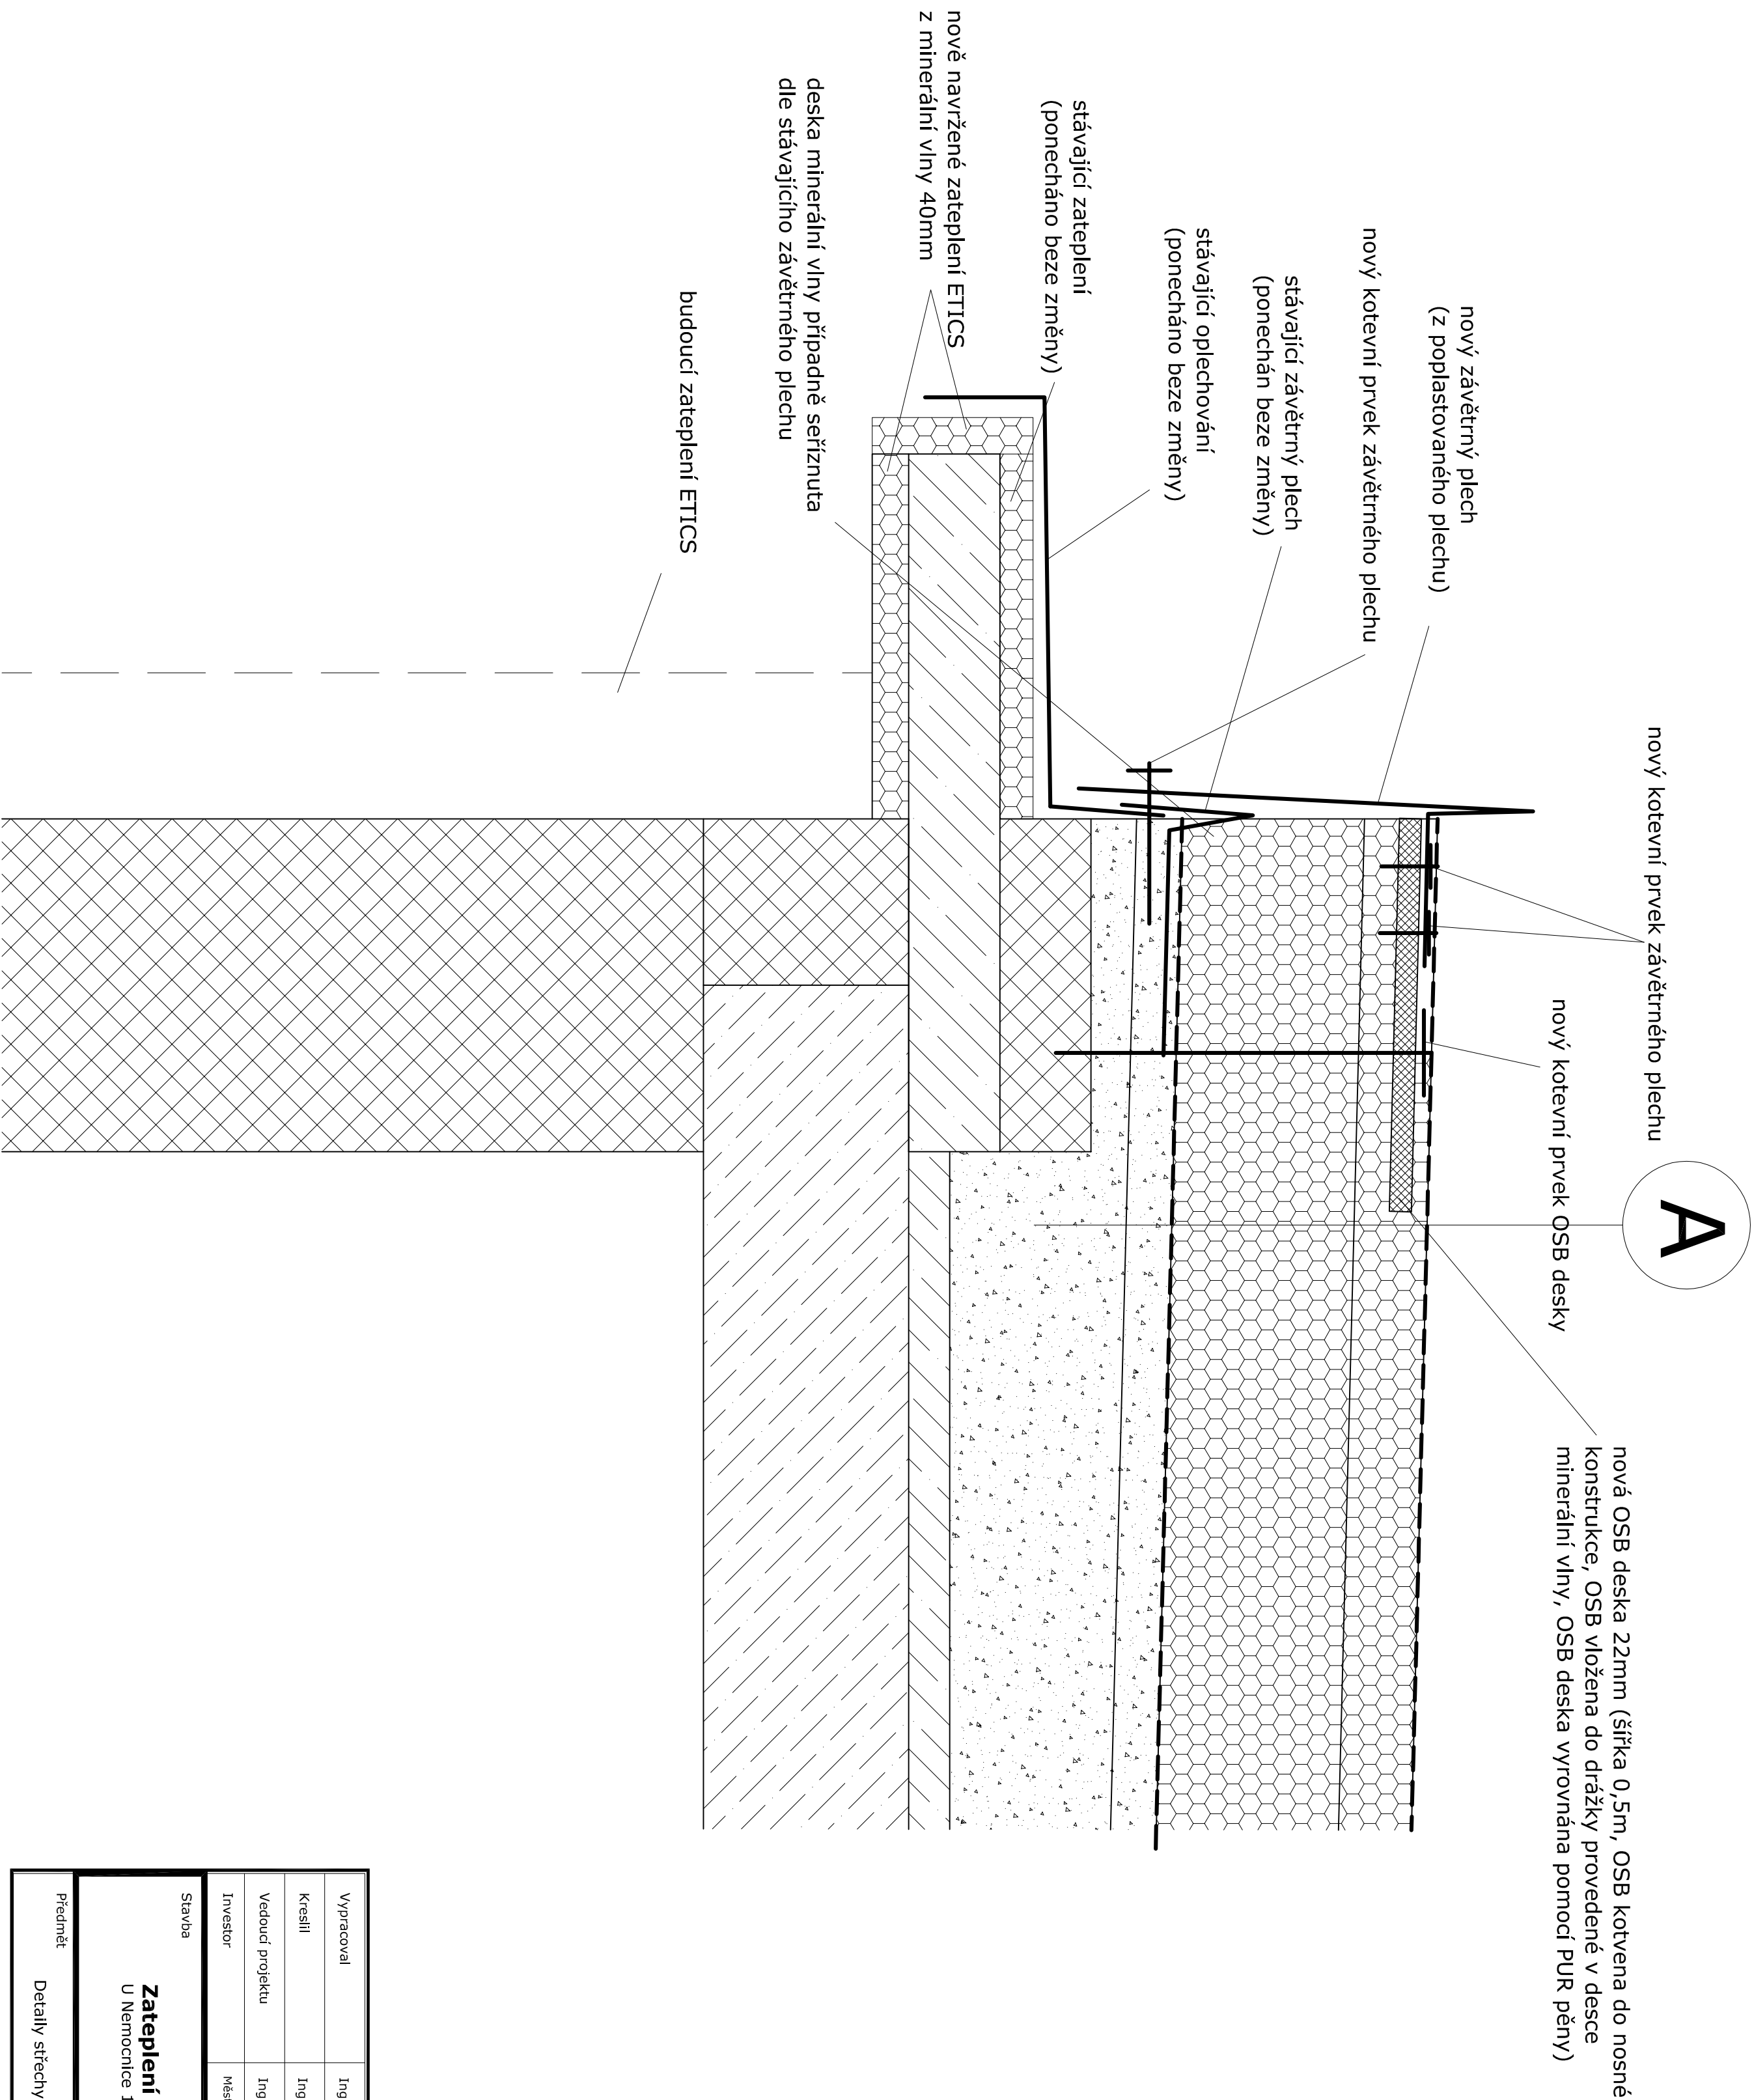 nový kotevní prvek závětrného plechu
A
nový kotevní prvek OSB desky
nová OSB deska 22mm (šířka 0,5m, OSB kotvena do nosné
konstrukce, OSB vložena do drážky provedené v desce
minerální vlny, OSB deska vyrovnána pomocí PUR pěny)
nový závětrný plech
(z poplastovaného plechu)
nový kotevní prvek závětrného plechu
stávající závětrný plech
(ponechán beze změny)
stávající oplechování
(ponecháno beze změny)
stávající zateplení
(ponecháno beze změny)
nově navržené zateplení ETICS
z minerální vlny 40mm
deska minerální vlny případně seříznuta
dle stávajícího závětrného plechu
budoucí zateplení ETICS
Vypracoval Ing
Kreslil Ing
Vedoucí projektu Ing
Investor Měst
Stavba
Zateplení
U Nemocnice 1
Předmět
Detaily střechy